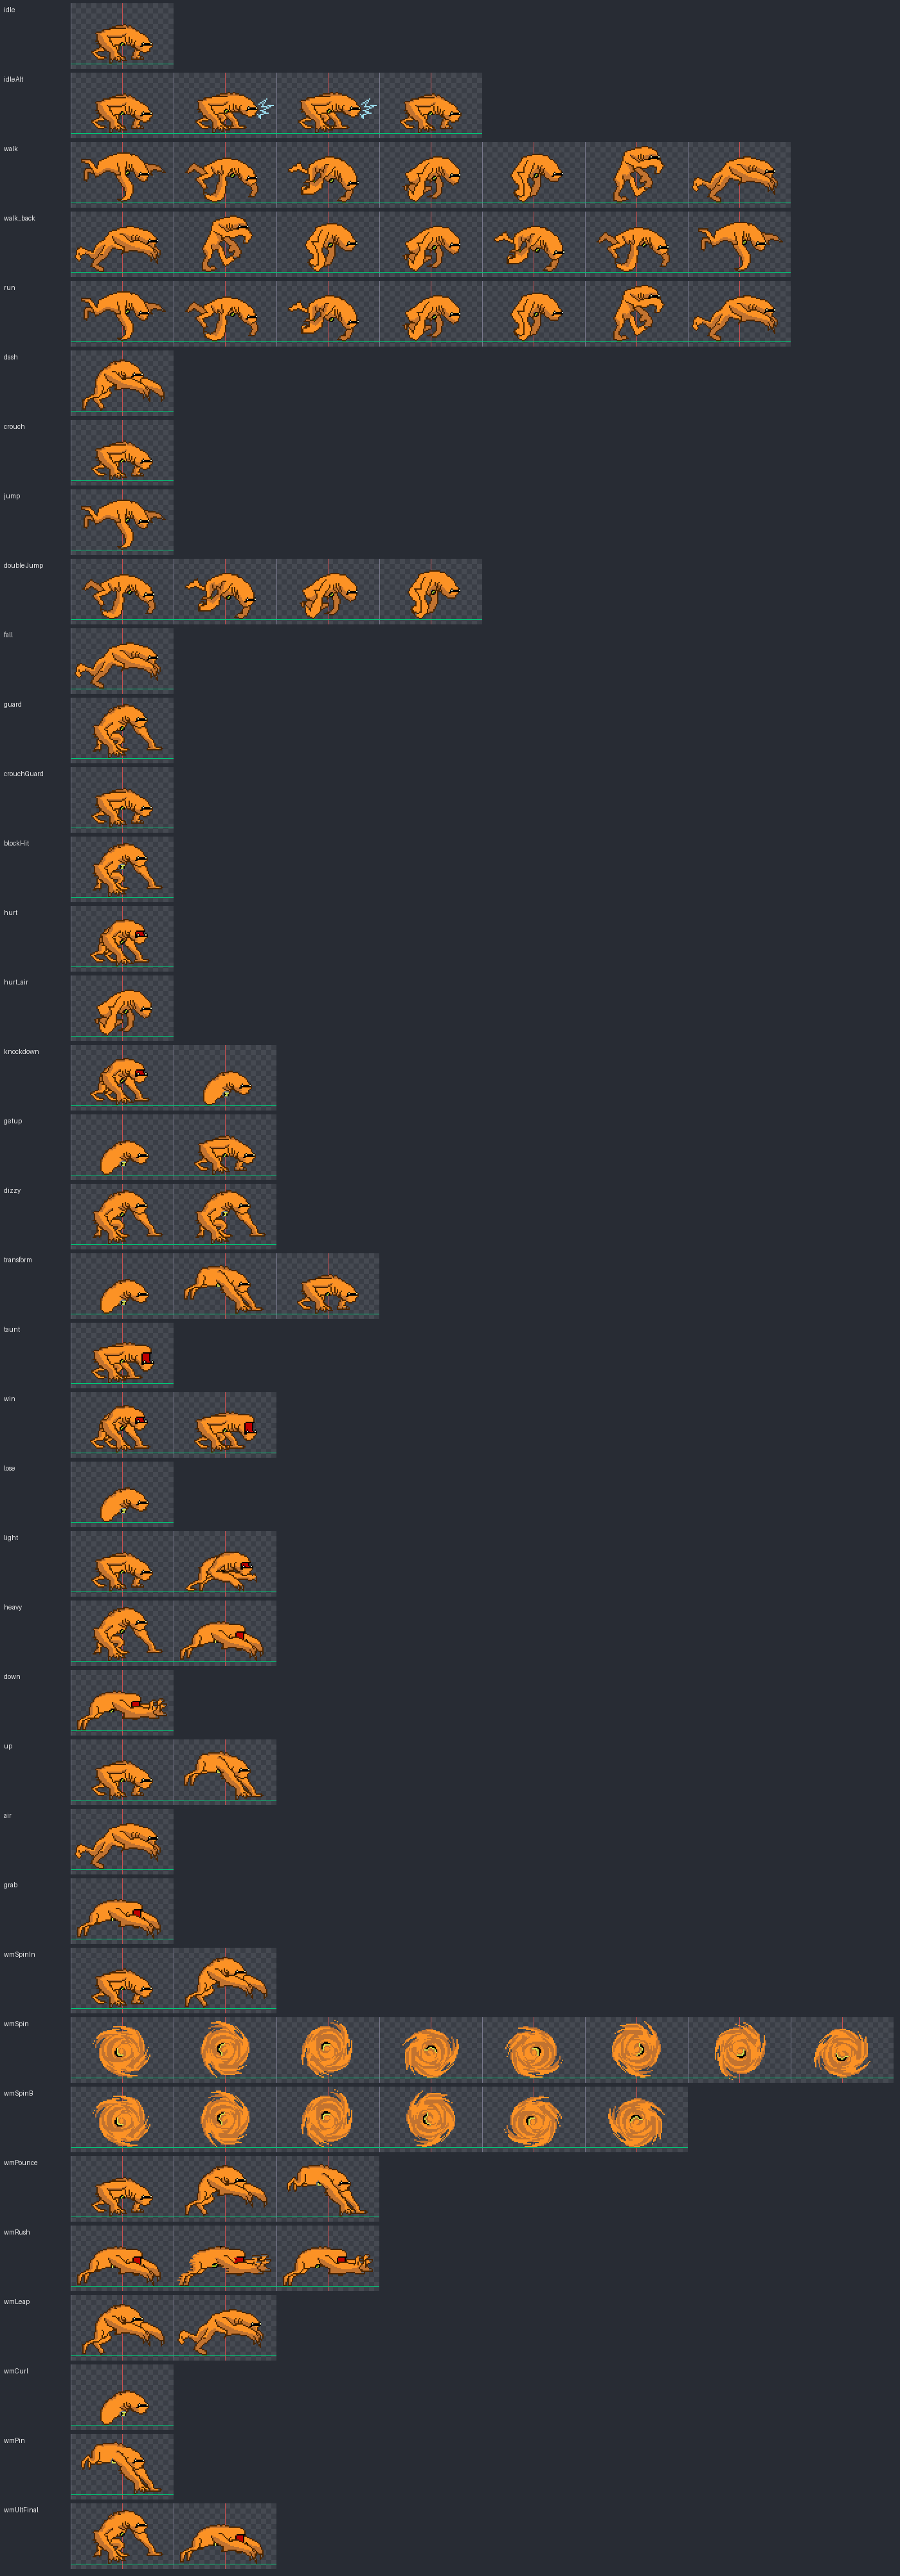 idle
idleAlt
walk
walk_back
run
dash
crouch
jump
doubleJump
fall
guard
crouchGuard
blockHit
hurt
hurt_air
knockdown
getup
dizzy
transform
taunt
win
lose
light
heavy
down
up
air
grab
wmSpinIn
wmSpin
wmSpinB
wmPounce
wmRush
wmLeap
wmCurl
wmPin
wmUltFinal